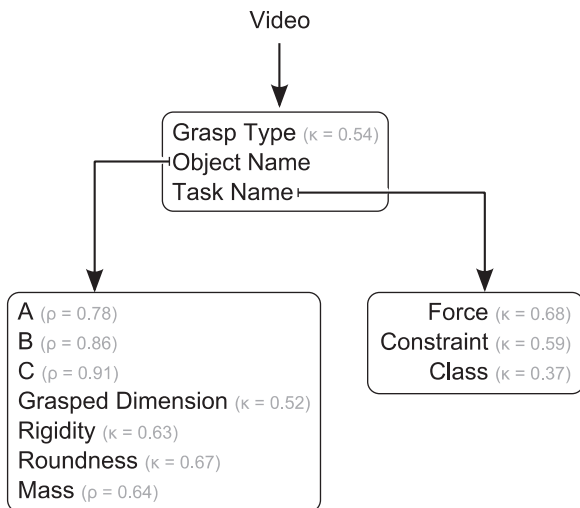 Video
Grasp Type (κ = 0.54)
Object Name
Task Name
A (ρ = 0.78)
B (ρ = 0.86)
C (ρ = 0.91)
Grasped Dimension (κ = 0.52)
Rigidity (κ = 0.63)
Roundness (κ = 0.67)
Mass (ρ = 0.64)
Force (κ = 0.68)
Constraint (κ = 0.59)
Class (κ = 0.37)